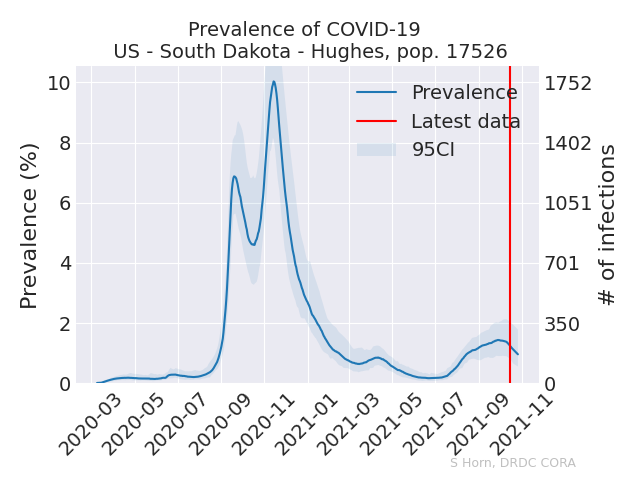 Prevalence of COVID-19
US - South Dakota - Hughes, pop. 17526
Prevalence (%)
10
8
6
4
2
0
Prevalence
Latest data
95CI
1752
1402
1051
701
350
0
# of infections
2020-03
2020-05
2020-07
2020-09
2020-11
2021-01
2021-03
2021-05
2021-07
2021-09
2021-11
S Horn, DRDC CORA